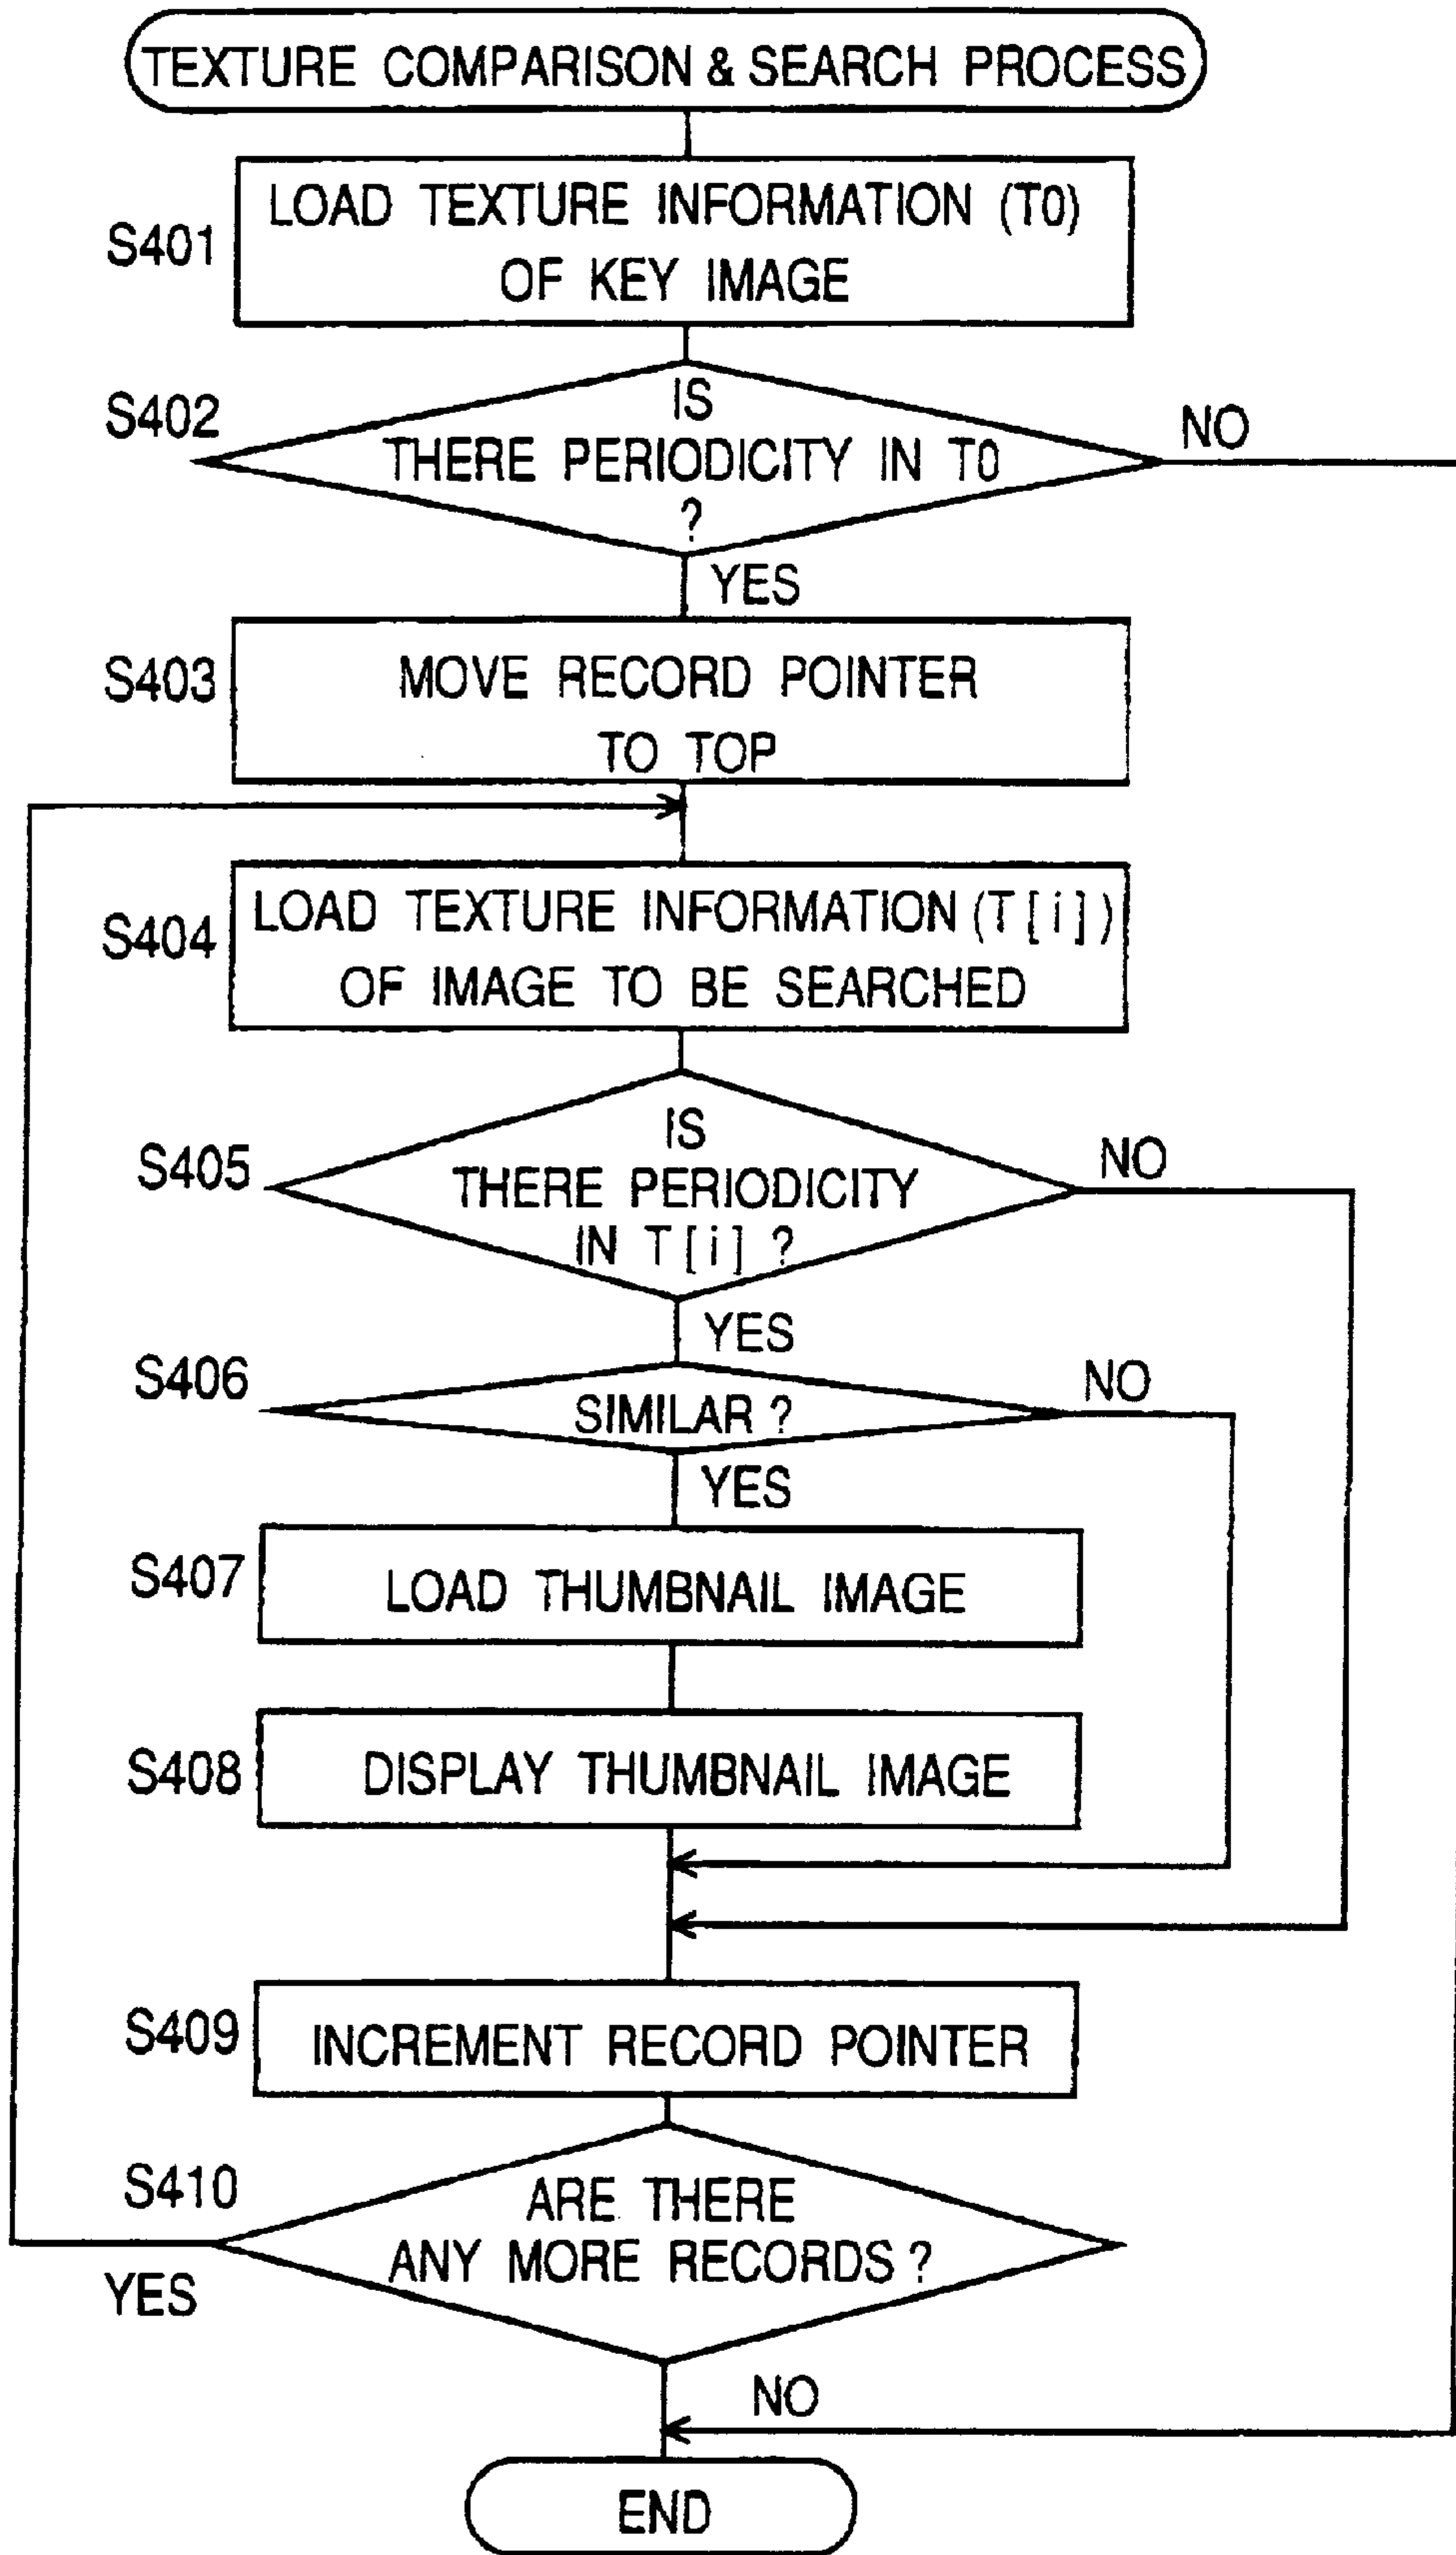 TEXTURE COMPARISON & SEARCH PROCESS
S401
LOAD TEXTURE INFORMATION (T0)
OF KEY IMAGE
S402
IS
THERE PERIODICITY IN T0
?
NO
YES
S403
MOVE RECORD POINTER
TO TOP
S404
LOAD TEXTURE INFORMATION (T[i])
OF IMAGE TO BE SEARCHED
S405
IS
THERE PERIODICITY
IN T[i] ?
NO
YES
S406
SIMILAR ?
NO
YES
S407
LOAD THUMBNAIL IMAGE
S408
DISPLAY THUMBNAIL IMAGE
S409
INCREMENT RECORD POINTER
S410
ARE THERE
ANY MORE RECORDS ?
YES
NO
END